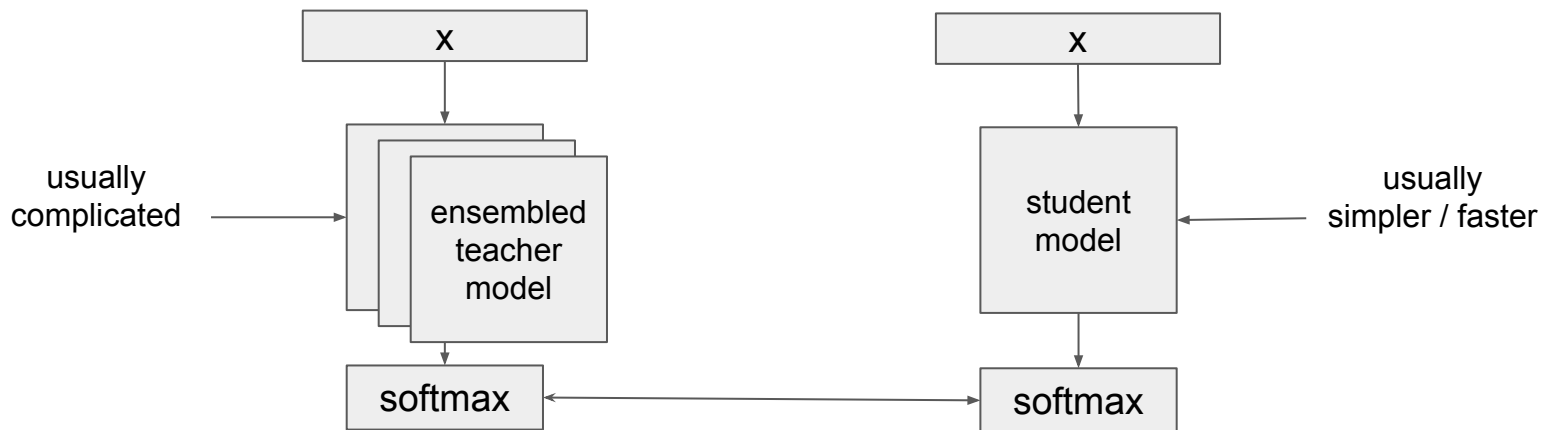 x
x
usually
complicated
ensembled
teacher
model
student
model
usually
simpler / faster
softmax
softmax